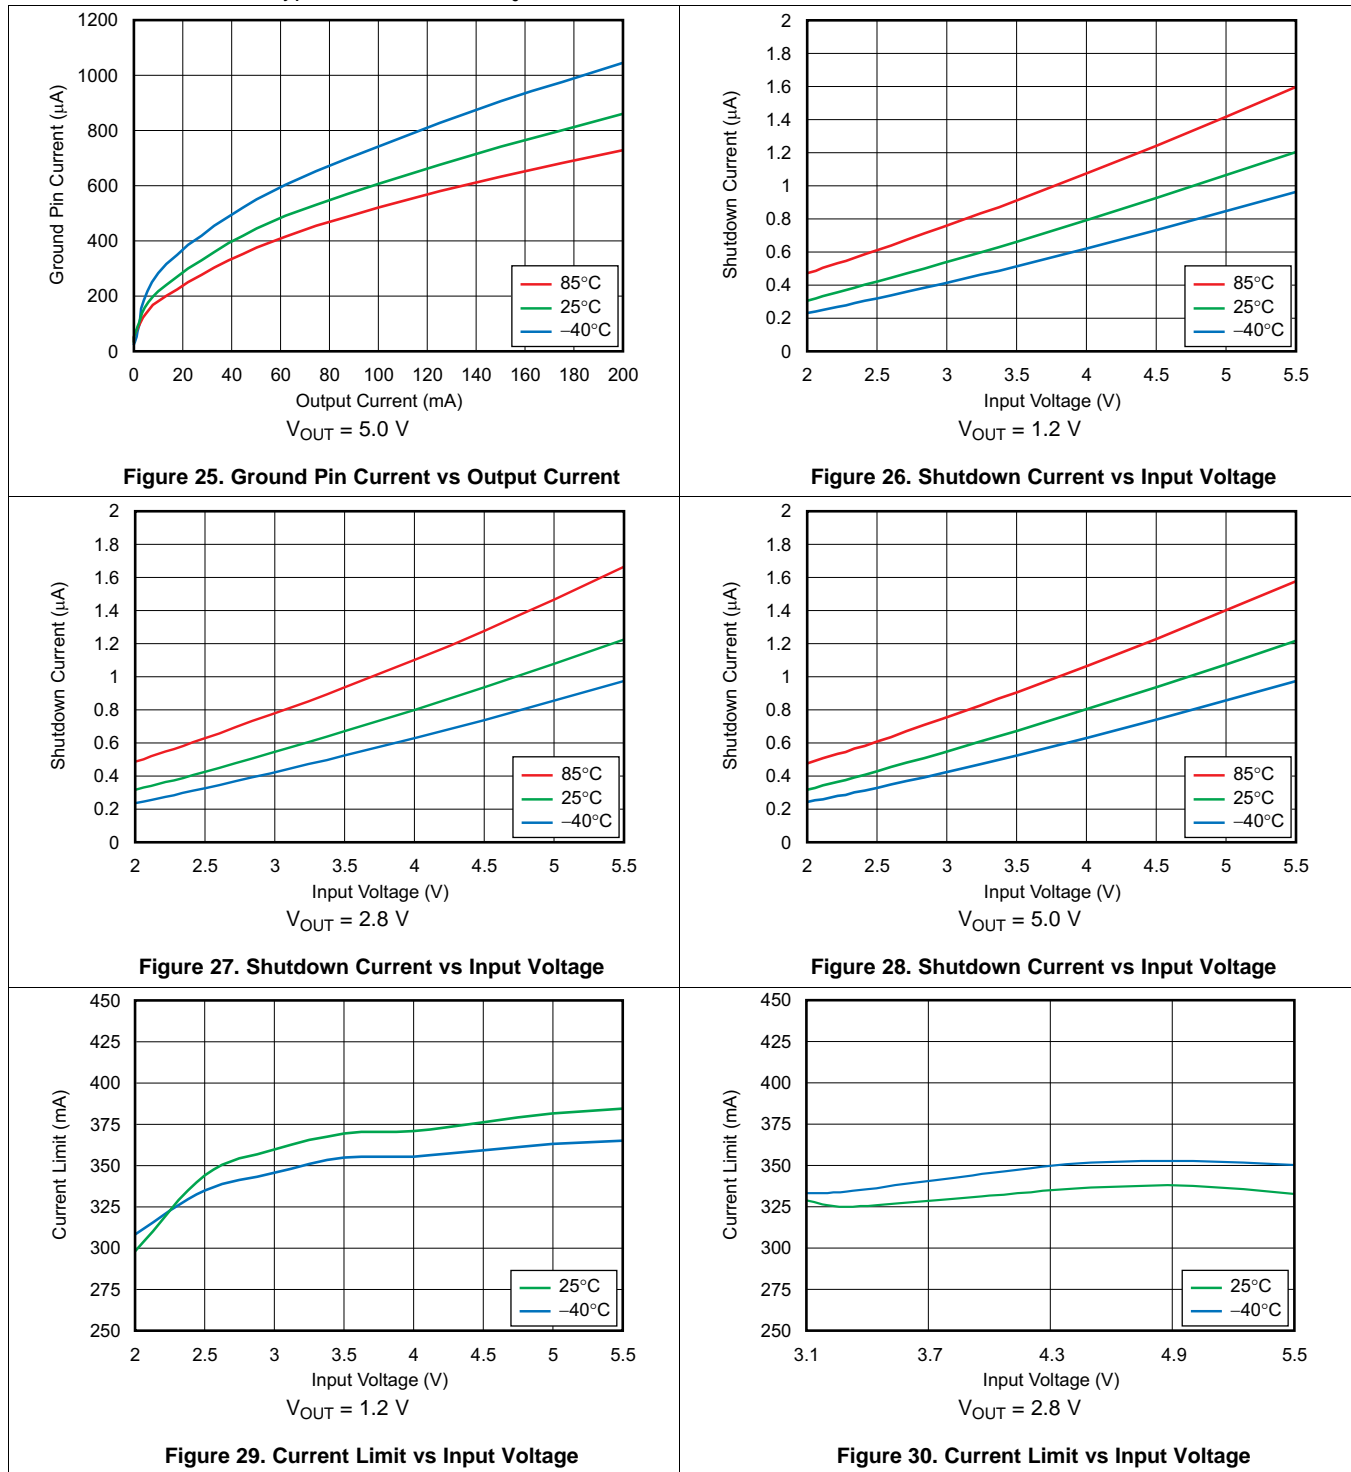 1200
1000
800
600
400
200
0
Ground Pin Current (μA)
85°C
25°C
–40°C
0 20 40 60 80 100 120 140 160 180 200
Output Current (mA)
VOUT = 5.0 V
Figure 25. Ground Pin Current vs Output Current
2
1.8
1.6
1.4
1.2
1
0.8
0.6
0.4
0.2
0
Shutdown Current (μA)
85°C
25°C
–40°C
2 2.5 3 3.5 4 4.5 5 5.5
Input Voltage (V)
VOUT = 1.2 V
Figure 26. Shutdown Current vs Input Voltage
2
1.8
1.6
1.4
1.2
1
0.8
0.6
0.4
0.2
0
Shutdown Current (μA)
85°C
25°C
–40°C
2 2.5 3 3.5 4 4.5 5 5.5
Input Voltage (V)
VOUT = 2.8 V
Figure 27. Shutdown Current vs Input Voltage
2
1.8
1.6
1.4
1.2
1
0.8
0.6
0.4
0.2
0
Shutdown Current (μA)
85°C
25°C
–40°C
2 2.5 3 3.5 4 4.5 5 5.5
Input Voltage (V)
VOUT = 5.0 V
Figure 28. Shutdown Current vs Input Voltage
450
425
400
375
350
325
300
275
250
Current Limit (mA)
25°C
–40°C
2 2.5 3 3.5 4 4.5 5 5.5
Input Voltage (V)
VOUT = 1.2 V
Figure 29. Current Limit vs Input Voltage
450
425
400
375
350
325
300
275
250
Current Limit (mA)
25°C
–40°C
3.1 3.7 4.3 4.9 5.5
Input Voltage (V)
VOUT = 2.8 V
Figure 30. Current Limit vs Input Voltage